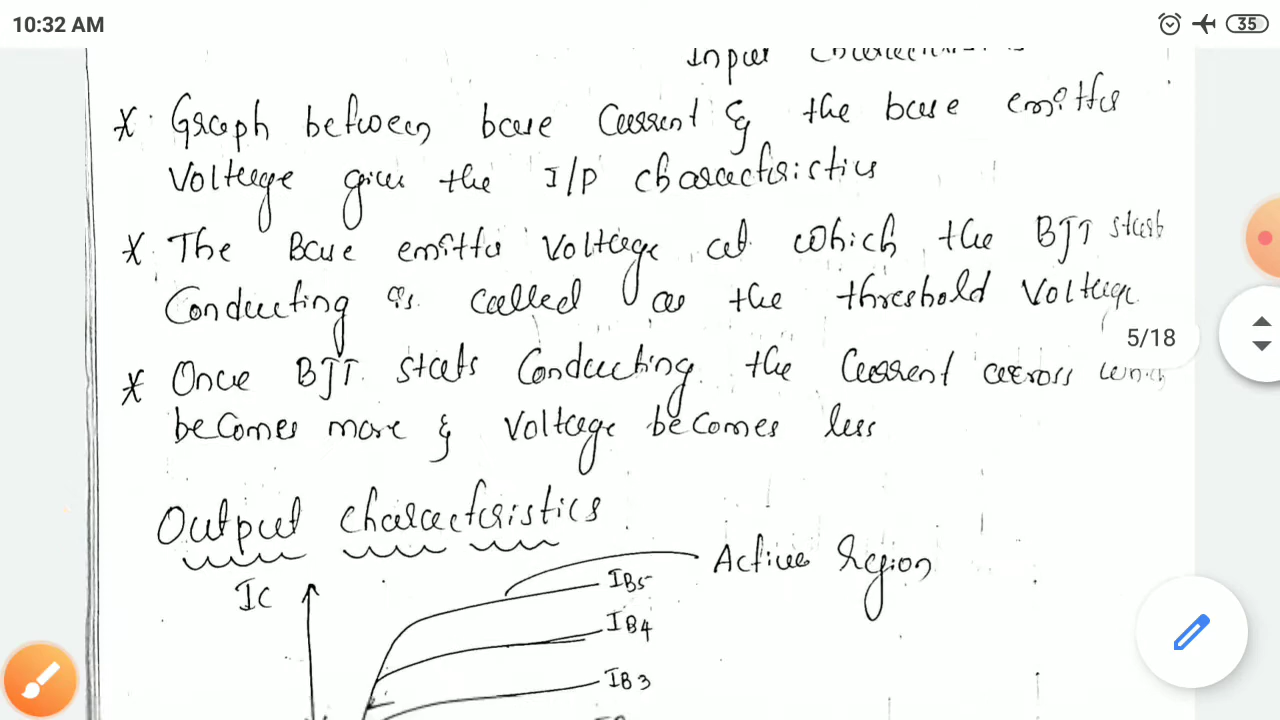 10:32 AM
35
Input
* Graph between base Current & the base emitter
Voltage gives the I/P characteristics
* The Base emitter Voltage at which the BJT starts
Conducting is called as the threshold Voltage
5/18
* Once BJT starts Conducting the Current across
becomes more & Voltage becomes less
Output characteristics
Active Region
IC
IB5
IB4
IB3